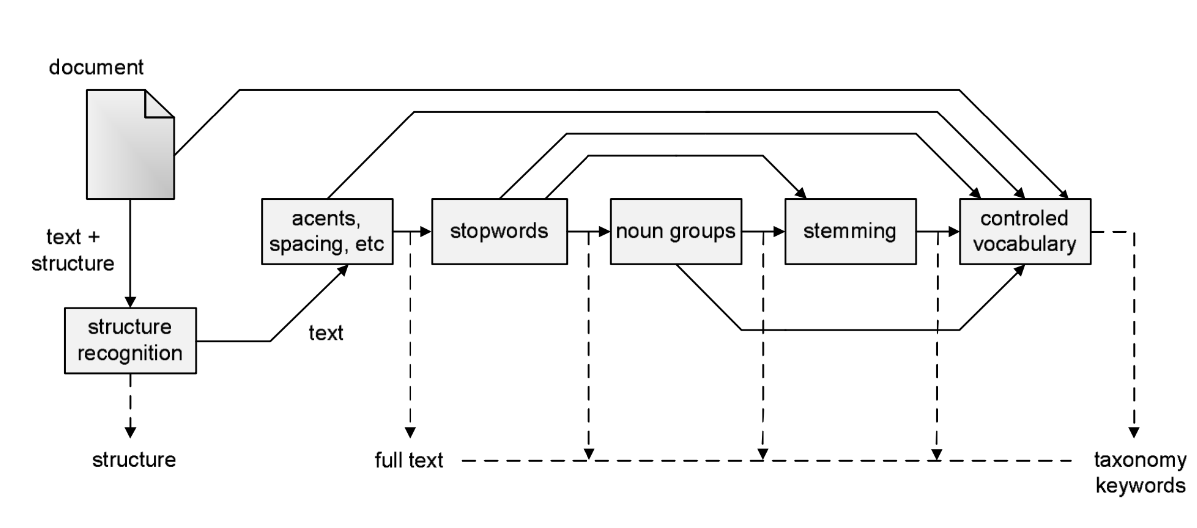 document
text +
structure
structure
recognition
text
acents,
spacing, etc
stopwords
noun groups
stemming
controled
vocabulary
structure
full text
taxonomy
keywords